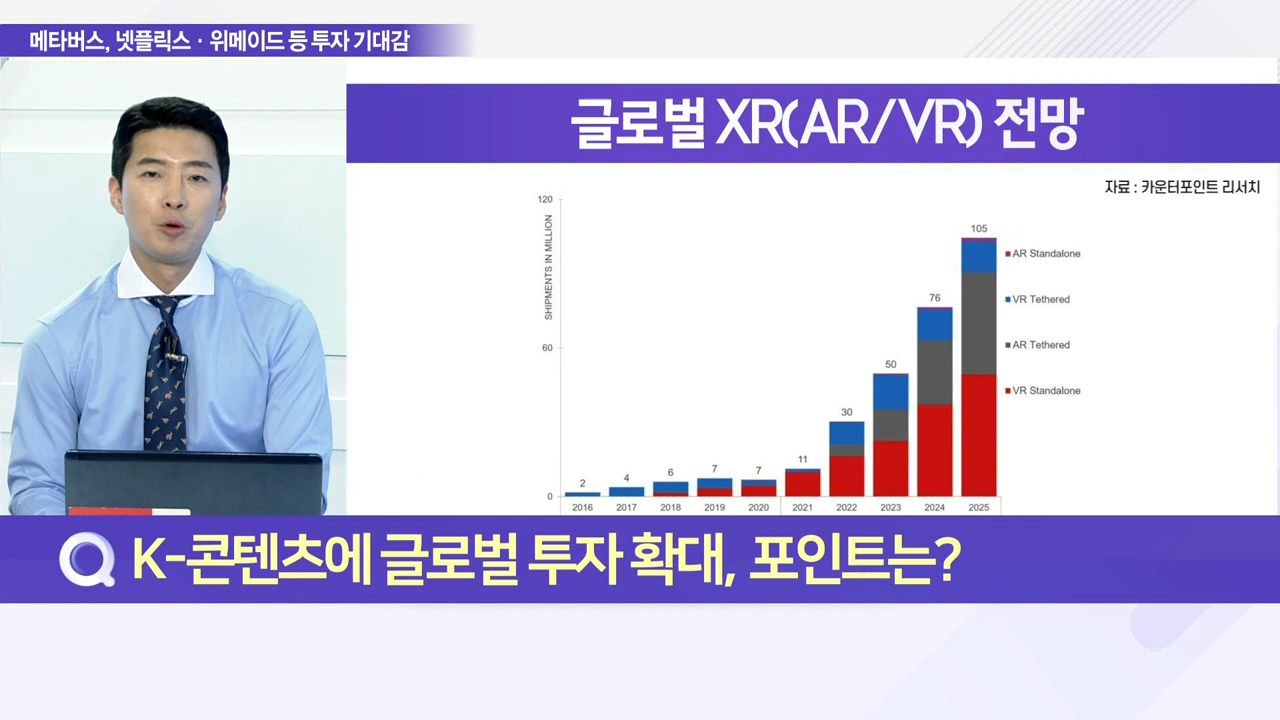 메타버스, 넷플릭스 · 위메이드 등 투자 기대감
글로벌 XR(AR/VR) 전망
자료 : 카운터포인트 리서치
SHIPMENTS IN MILLION
120
60
0
2
4
6
7
7
11
30
50
76
105
2016
2017
2018
2019
2020
2021
2022
2023
2024
2025
AR Standalone
VR Tethered
AR Tethered
VR Standalone
K-콘텐츠에 글로벌 투자 확대, 포인트는?